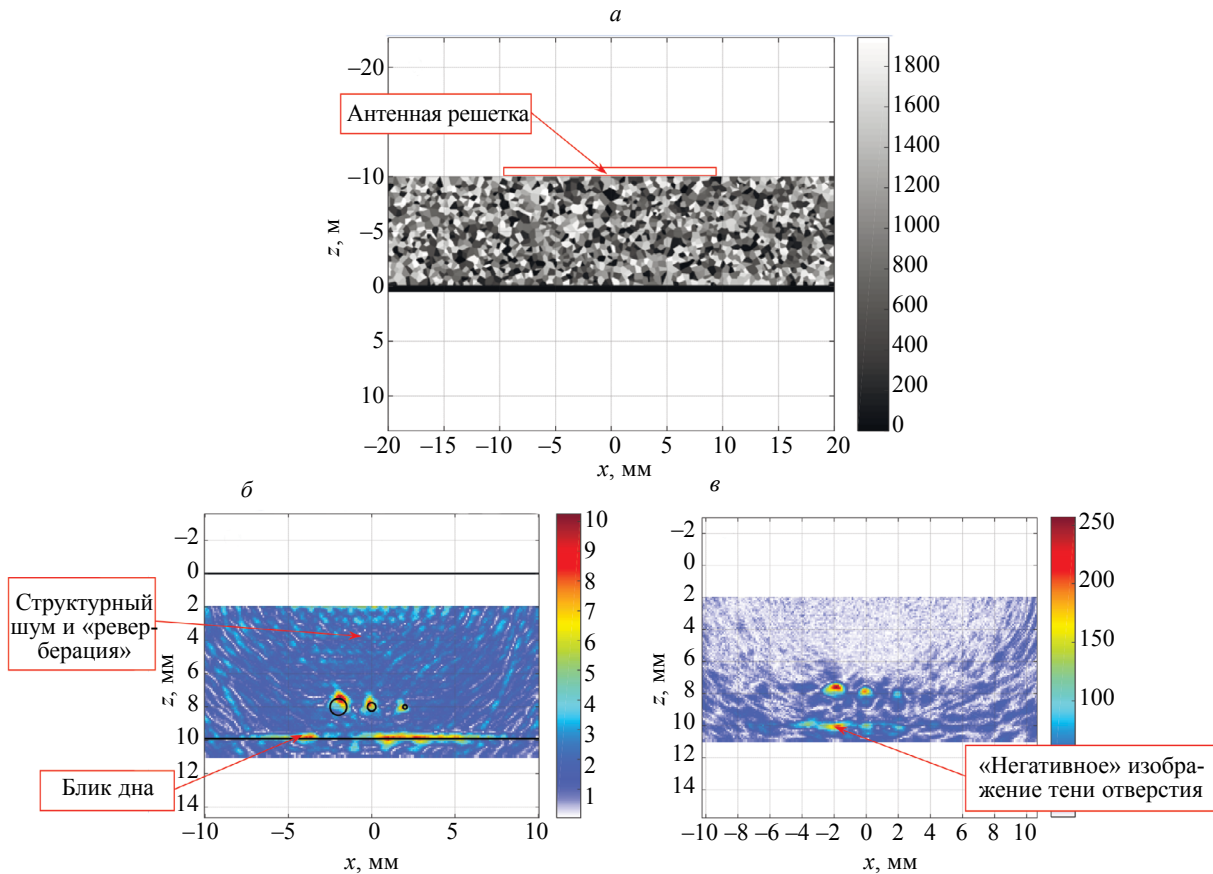 а
−20
−15
−10
−5
0
5
10
z, м
−20 −15 −10 −5 0 5 10 15 20
x, мм
1800
1600
1400
1200
1000
800
600
400
200
0
Антенная решетка
б
−2
0
2
4
6
8
10
12
14
z, мм
−10 −5 0 5 10
x, мм
10
9
8
7
6
5
4
3
2
1
Структурный
шум и «ревер-
берация»
Блик дна
в
−2
0
2
4
6
8
10
12
14
z, мм
−10 −8 −6 −4 −2 0 2 4 6 8 10
x, мм
250
200
150
100
«Негативное» изобра-
жение тени отверстия